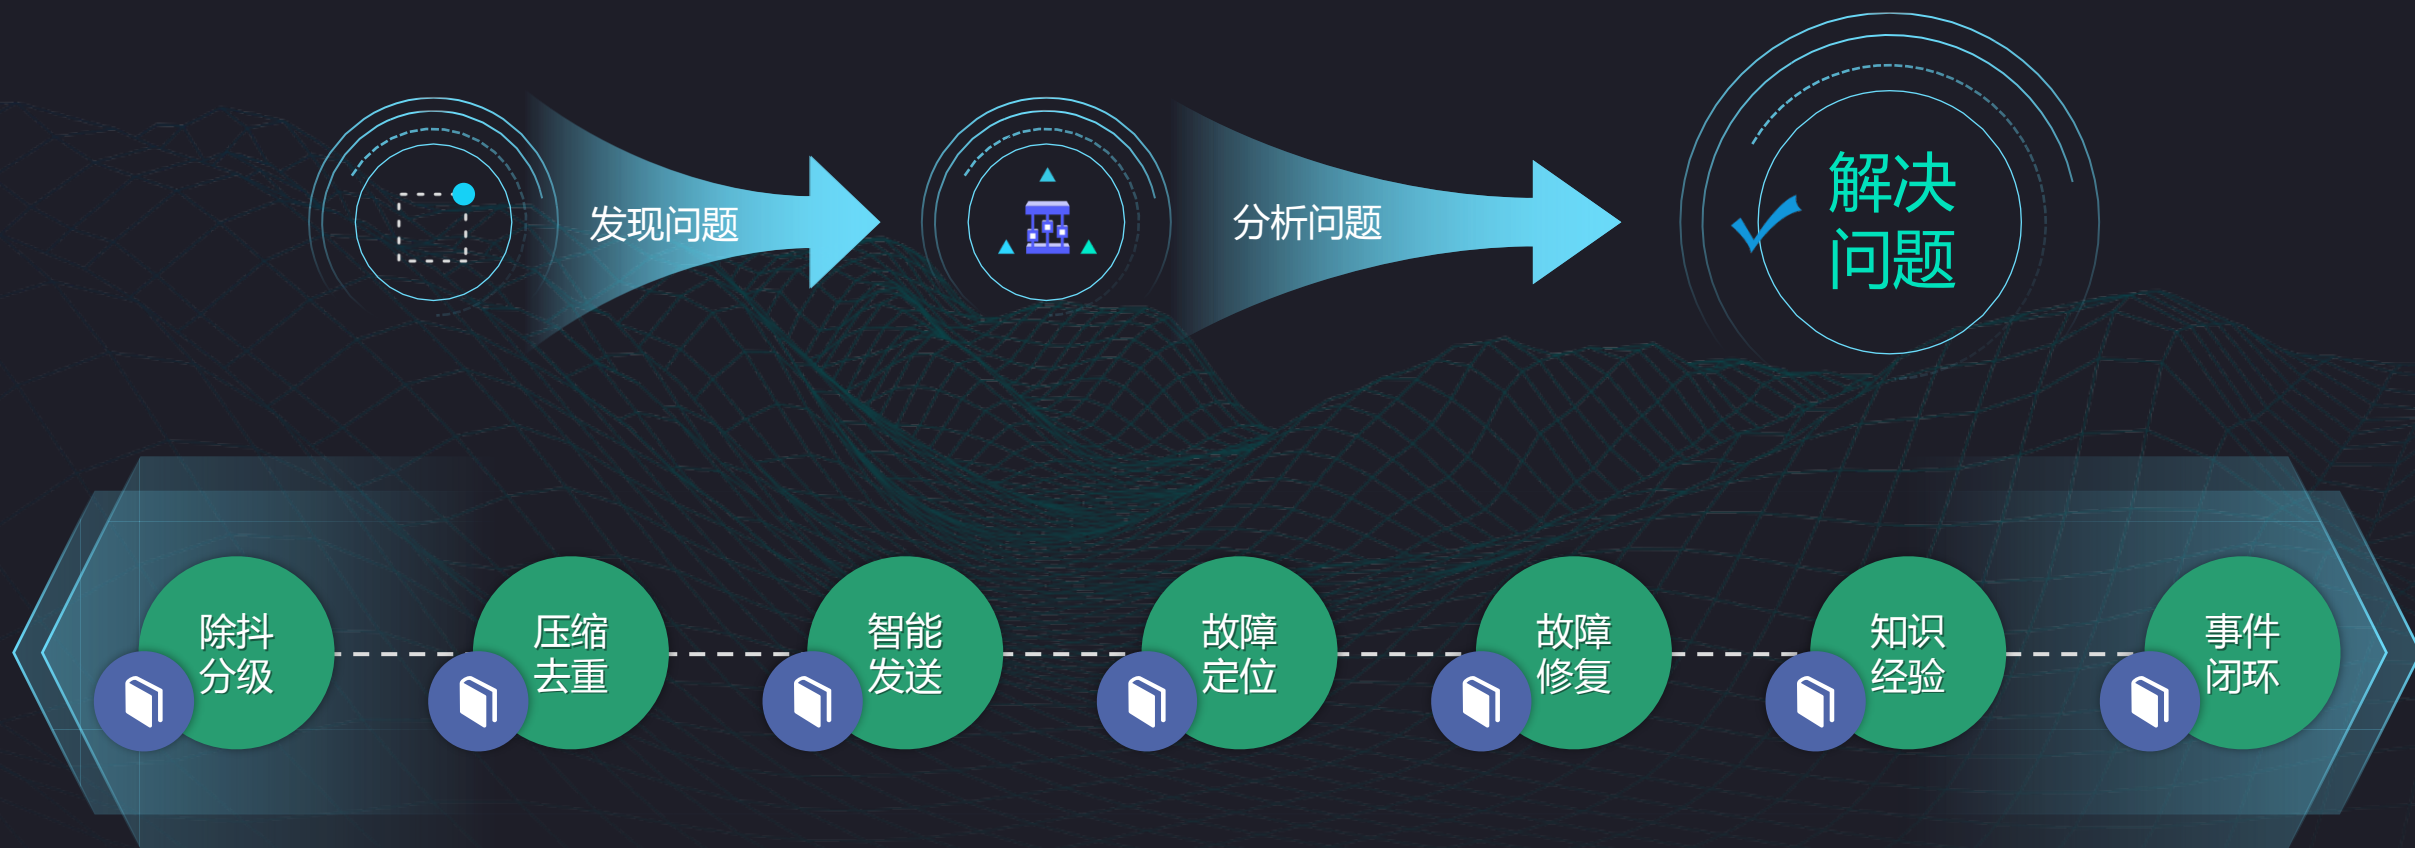 发现问题
分析问题
解决
问题
除抖
分级
压缩
去重
智能
发送
故障
定位
故障
修复
知识
经验
事件
闭环